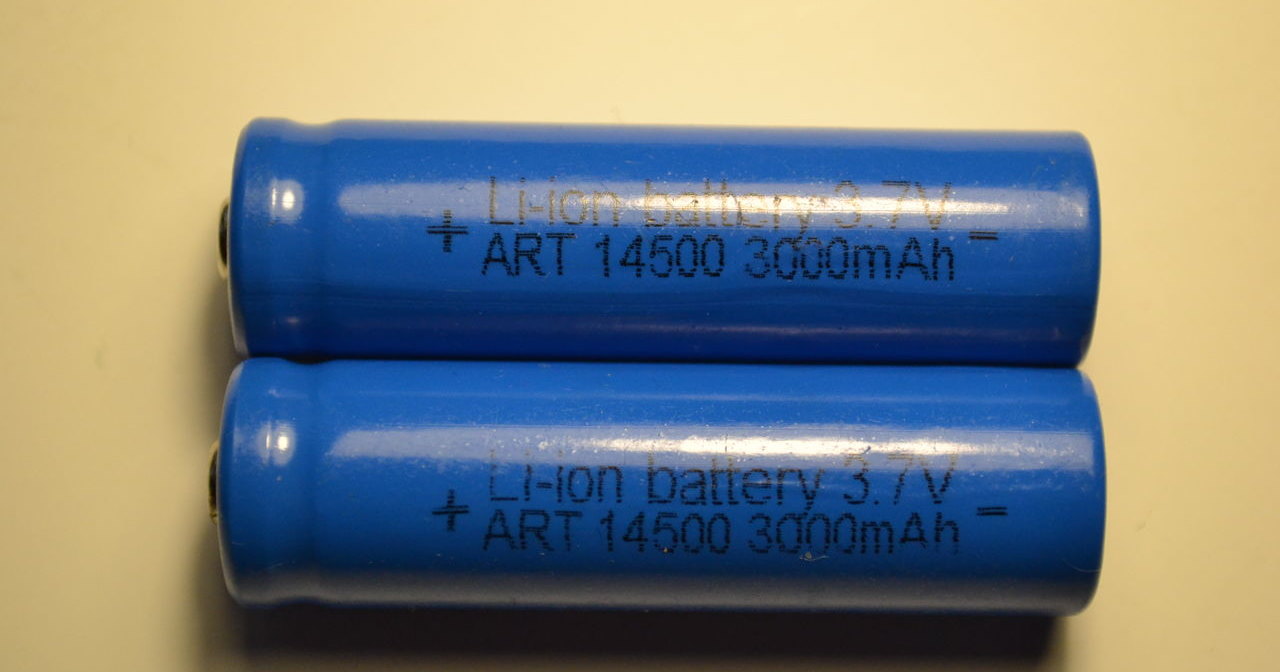 Li-ion battery 3.7V
+ ART 14500 3000mAh -
Li-ion battery 3.7V
+ ART 14500 3000mAh -